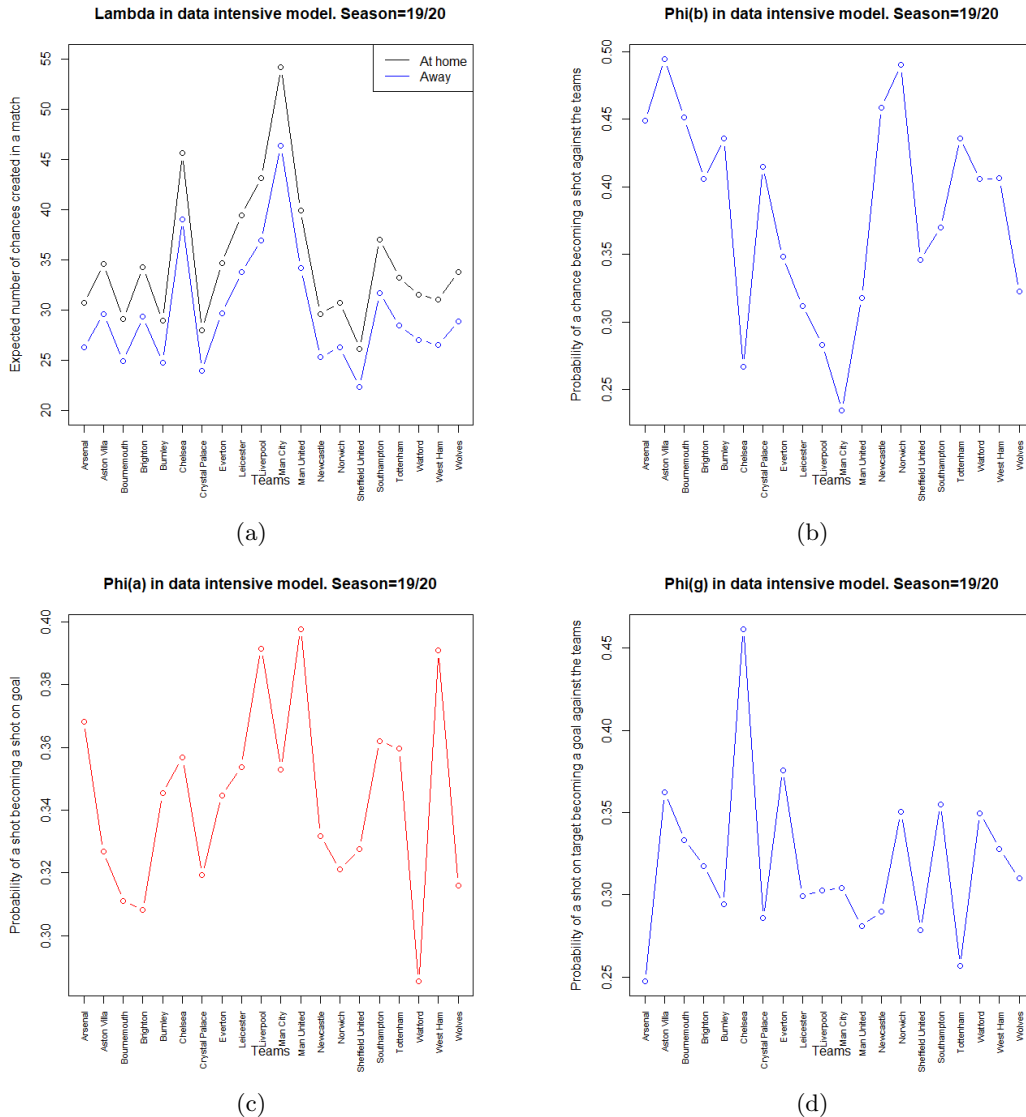 Lambda in data intensive model. Season=19/20
Expected number of chances created in a match
55
50
45
40
35
30
25
20
At home
Away
Arsenal
Aston Villa
Bournemouth
Brighton
Burnley
Chelsea
Crystal Palace
Everton
Leicester
Liverpool
Man City
Man United
Newcastle
Norwich
Sheffield United
Southampton
Tottenham
Watford
West Ham
Wolves
Teams
(a)
Phi(b) in data intensive model. Season=19/20
Probability of a chance becoming a shot against the teams
0.50
0.45
0.40
0.35
0.30
0.25
Arsenal
Aston Villa
Bournemouth
Brighton
Burnley
Chelsea
Crystal Palace
Everton
Leicester
Liverpool
Man City
Man United
Newcastle
Norwich
Sheffield United
Southampton
Tottenham
Watford
West Ham
Wolves
Teams
(b)
Phi(a) in data intensive model. Season=19/20
Probability of a shot becoming a shot on goal
0.40
0.38
0.36
0.34
0.32
0.30
Arsenal
Aston Villa
Bournemouth
Brighton
Burnley
Chelsea
Crystal Palace
Everton
Leicester
Liverpool
Man City
Man United
Newcastle
Norwich
Sheffield United
Southampton
Tottenham
Watford
West Ham
Wolves
Teams
(c)
Phi(g) in data intensive model. Season=19/20
Probability of a shot on target becoming a goal against the teams
0.45
0.40
0.35
0.30
0.25
Arsenal
Aston Villa
Bournemouth
Brighton
Burnley
Chelsea
Crystal Palace
Everton
Leicester
Liverpool
Man City
Man United
Newcastle
Norwich
Sheffield United
Southampton
Tottenham
Watford
West Ham
Wolves
Teams
(d)